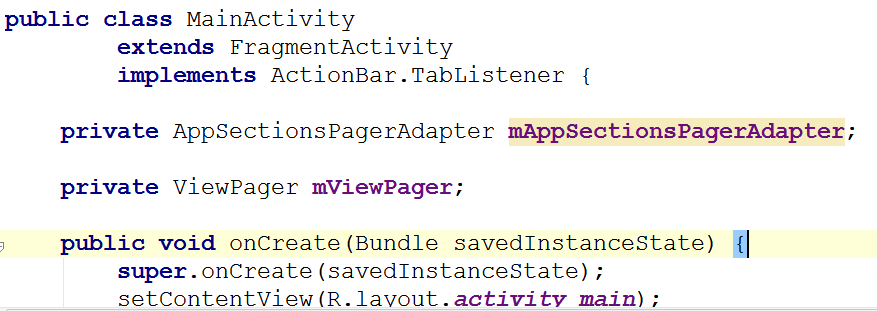 public class MainActivity
extends FragmentActivity
implements ActionBar.TabListener {
private AppSectionsPagerAdapter mAppSectionsPagerAdapter;
private ViewPager mViewPager;
public void onCreate(Bundle savedInstanceState) {
super.onCreate(savedInstanceState);
setContentView(R.layout.activity_main);